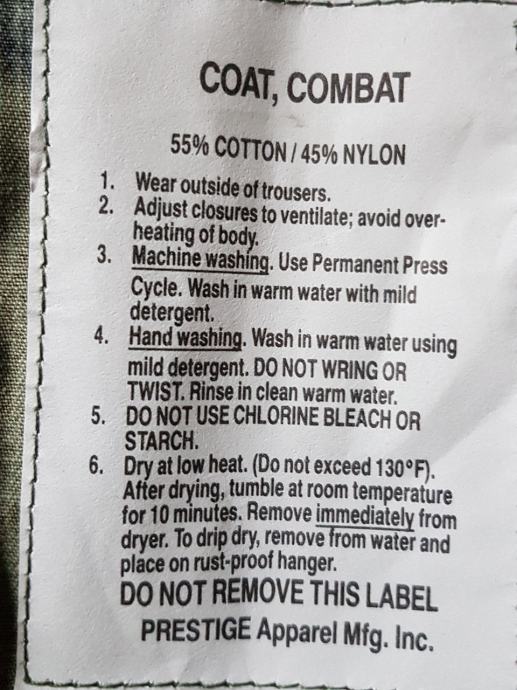 COAT, COMBAT
55% COTTON / 45% NYLON
1. Wear outside of trousers.
2. Adjust closures to ventilate; avoid over-
heating of body.
3. Machine washing. Use Permanent Press
Cycle. Wash in warm water with mild
detergent.
4. Hand washing. Wash in warm water using
mild detergent. DO NOT WRING OR
TWIST. Rinse in clean warm water.
5. DO NOT USE CHLORINE BLEACH OR
STARCH.
6. Dry at low heat. (Do not exceed 130°F).
After drying, tumble at room temperature
for 10 minutes. Remove immediately from
dryer. To drip dry, remove from water and
place on rust-proof hanger.
DO NOT REMOVE THIS LABEL
PRESTIGE Apparel Mfg. Inc.